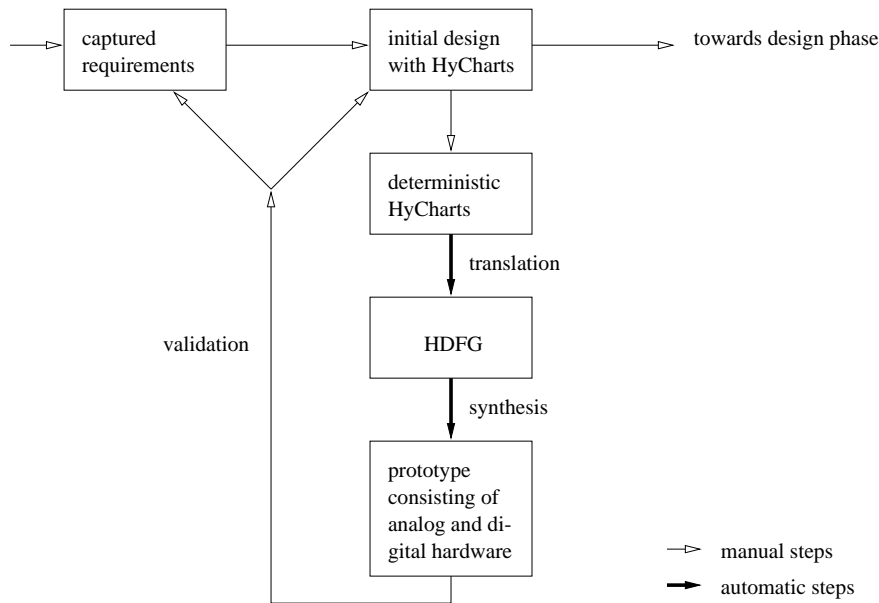 captured
requirements
initial design
with HyCharts
towards design phase
deterministic
HyCharts
translation
HDFG
validation
synthesis
prototype
consisting of
analog and di-
gital hardware
manual steps
automatic steps